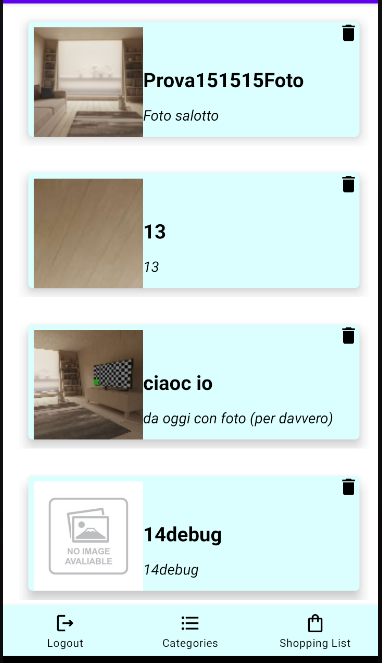 Prova151515Foto
Foto salotto
13
13
ciaoc io
da oggi con foto (per davvero)
NO IMAGE
AVALIABLE
14debug
14debug
Logout
Categories
Shopping List